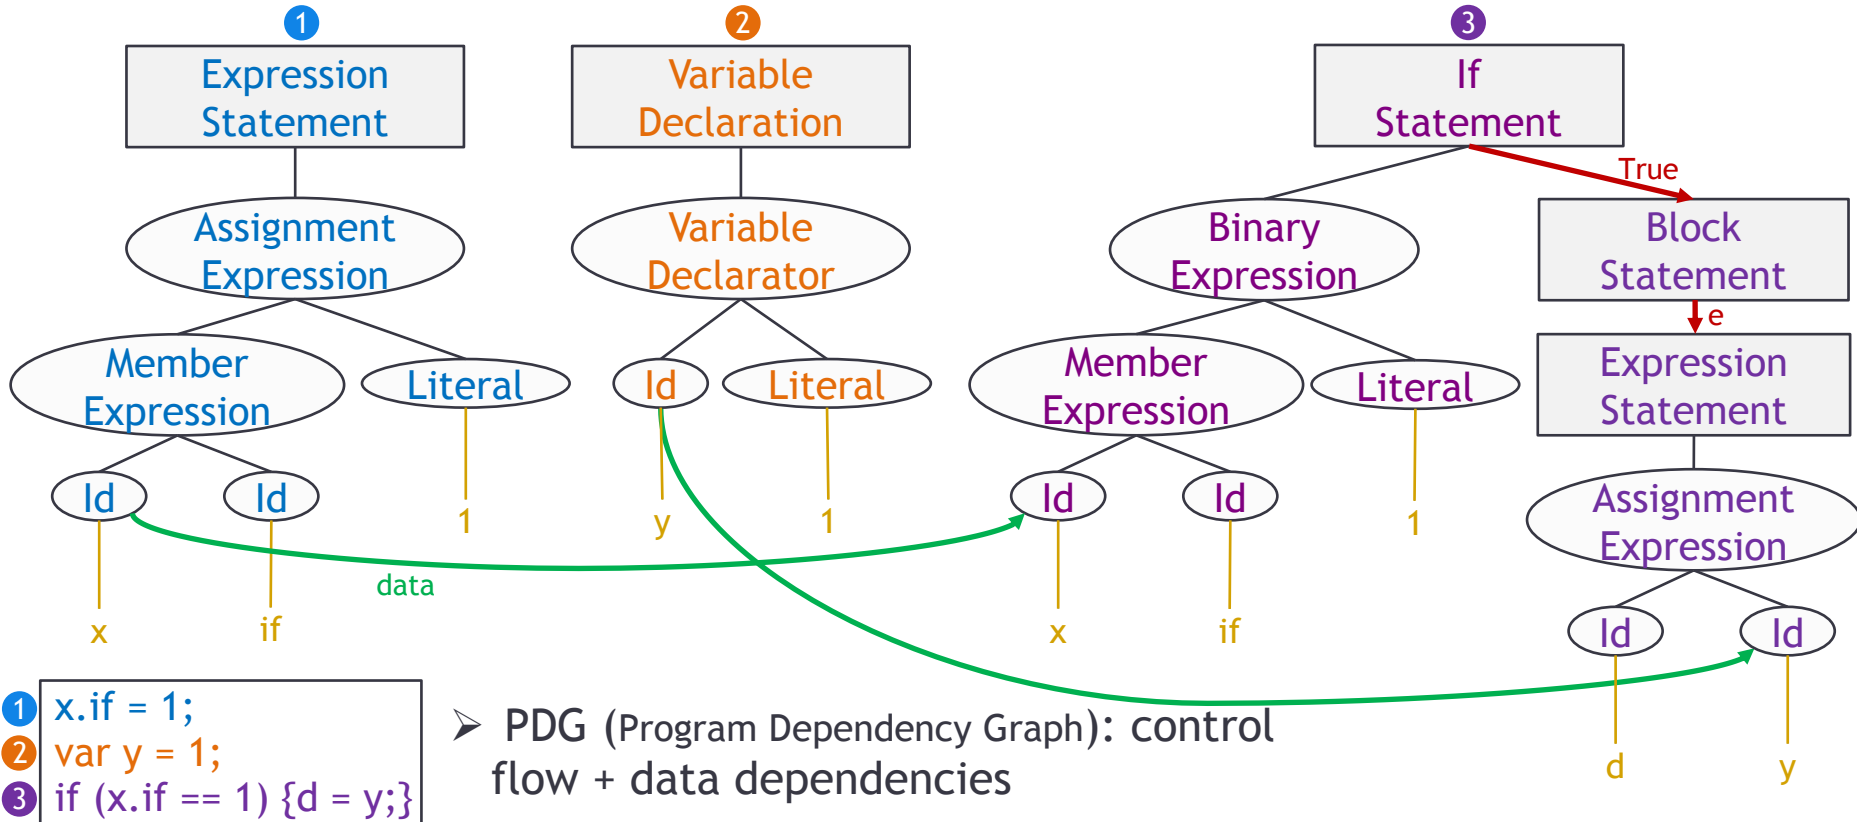 1
2
3
Expression
Statement
Variable
Declaration
If
Statement
True
Assignment
Expression
Variable
Declarator
Binary
Expression
Block
Statement
e
Member
Expression
Literal
Id
Literal
Member
Expression
Literal
Expression
Statement
Id
Id
1
y
1
Id
Id
1
Assignment
Expression
data
x
if
x
if
Id
Id
d
y
1 x.if = 1;
2 var y = 1;
3 if (x.if == 1) {d = y;}
➢ PDG (Program Dependency Graph): control
flow + data dependencies